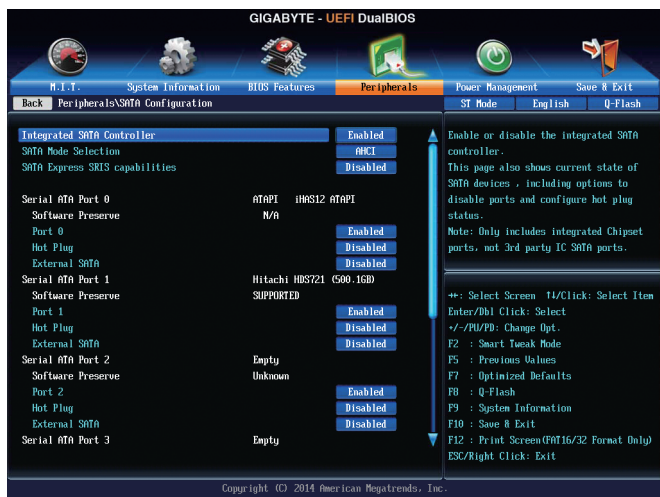 GIGABYTE - UEFI DualBIOS
M.I.T. System Information BIOS Features Peripherals Power Management Save & Exit
Back Peripherals\SATA Configuration ST Mode English Q-Flash
Integrated SATA Controller Enabled
SATA Mode Selection AHCI
SATA Express SRIS capabilities Disabled
Serial ATA Port 0 ATAPI iHAS12 ATAPI
Software Preserve N/A
Port 0 Enabled
Hot Plug Disabled
External SATA Disabled
Serial ATA Port 1 Hitachi HDS721 (500.1GB)
Software Preserve SUPPORTED
Port 1 Enabled
Hot Plug Disabled
External SATA Disabled
Serial ATA Port 2 Empty
Software Preserve Unknown
Port 2 Enabled
Hot Plug Disabled
External SATA Disabled
Serial ATA Port 3 Empty
Enable or disable the integrated SATA
controller.
This page also shows current state of
SATA devices , including options to
disable ports and configure hot plug
status.
Note: Only includes integrated Chipset
ports, not 3rd party IC SATA ports.
→←: Select Screen ↑↓/Click: Select Item
Enter/Dbl Click: Select
+/-/PU/PD: Change Opt.
F2 : Smart Tweak Mode
F5 : Previous Values
F7 : Optimized Defaults
F8 : Q-Flash
F9 : System Information
F10 : Save & Exit
F12 : Print Screen(FAT16/32 Format Only)
ESC/Right Click: Exit
Copyright (C) 2014 American Megatrends, Inc.